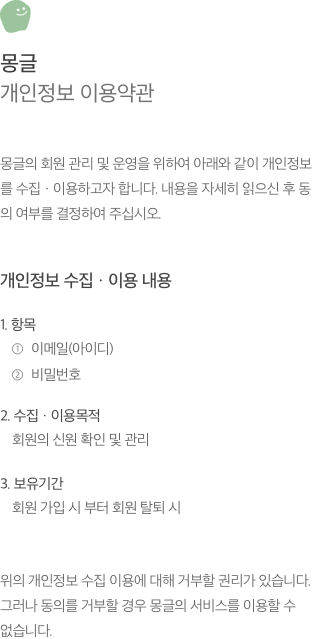 몽글
개인정보 이용약관
몽글의 회원 관리 및 운영을 위하여 아래와 같이 개인정보
를 수집 · 이용하고자 합니다. 내용을 자세히 읽으신 후 동
의 여부를 결정하여 주십시오.
개인정보 수집 · 이용 내용
1. 항목
① 이메일(아이디)
② 비밀번호
2. 수집 · 이용목적
회원의 신원 확인 및 관리
3. 보유기간
회원 가입 시 부터 회원 탈퇴 시
위의 개인정보 수집 이용에 대해 거부할 권리가 있습니다.
그러나 동의를 거부할 경우 몽글의 서비스를 이용할 수
없습니다.